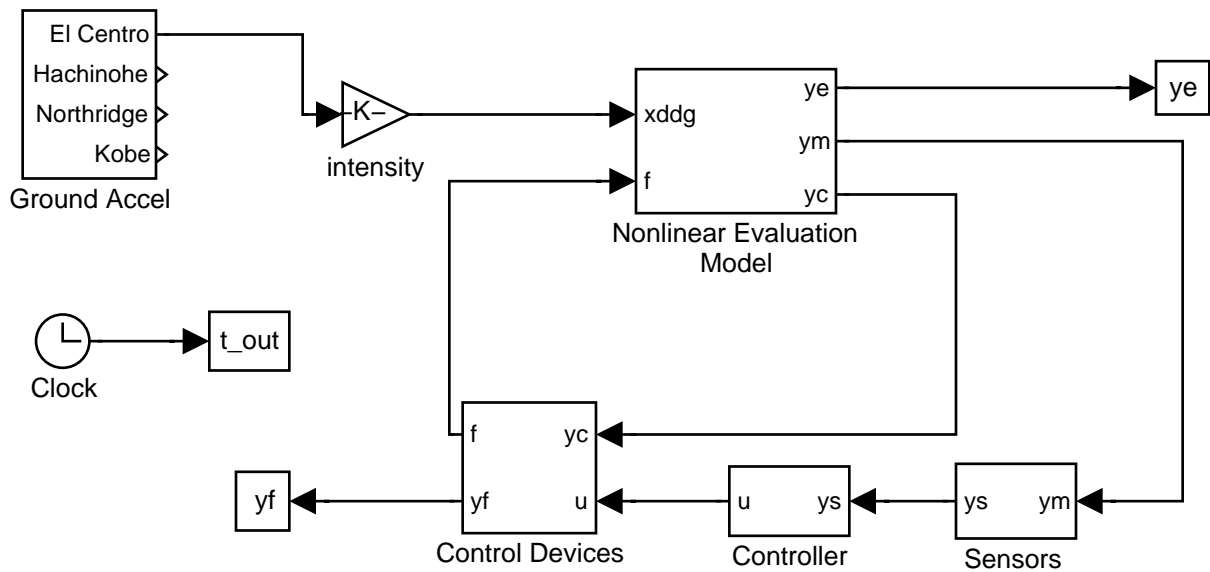 El Centro
Hachinohe
Northridge
Kobe
Ground Accel
-K-
intensity
xddg
f
ye
ym
yc
Nonlinear Evaluation
Model
ye
Clock
t_out
f
yc
yf
u
Control Devices
yf
u
ys
Controller
ys
ym
Sensors